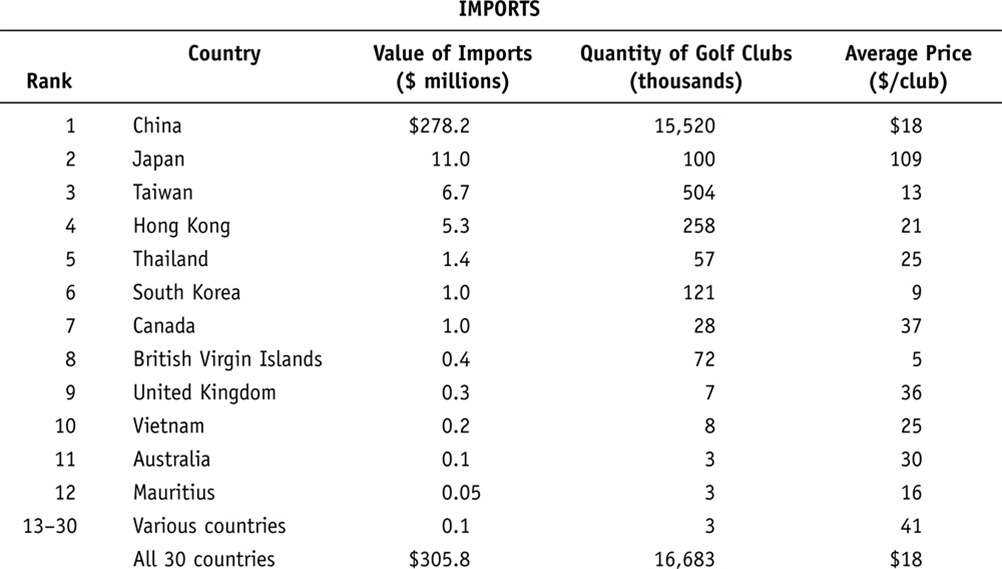 IMPORTS
Rank Country Value of Imports ($ millions) Quantity of Golf Clubs (thousands) Average Price ($/club)
1 China $278.2 15,520 $18
2 Japan 11.0 100 109
3 Taiwan 6.7 504 13
4 Hong Kong 5.3 258 21
5 Thailand 1.4 57 25
6 South Korea 1.0 121 9
7 Canada 1.0 28 37
8 British Virgin Islands 0.4 72 5
9 United Kingdom 0.3 7 36
10 Vietnam 0.2 8 25
11 Australia 0.1 3 30
12 Mauritius 0.05 3 16
13–30 Various countries 0.1 3 41
All 30 countries $305.8 16,683 $18